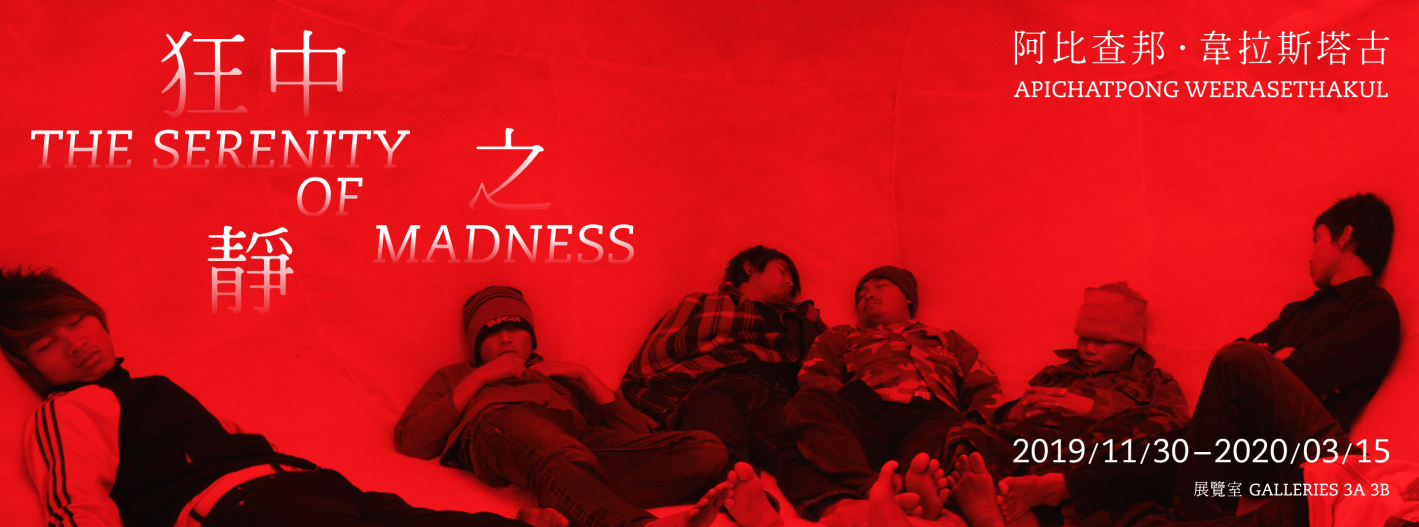 狂中之靜
THE SERENITY
OF
MADNESS
阿比查邦·韋拉斯塔古
APICHATPONG WEERASETHAKUL
2019/11/30–2020/03/15
展覽室 GALLERIES 3A 3B